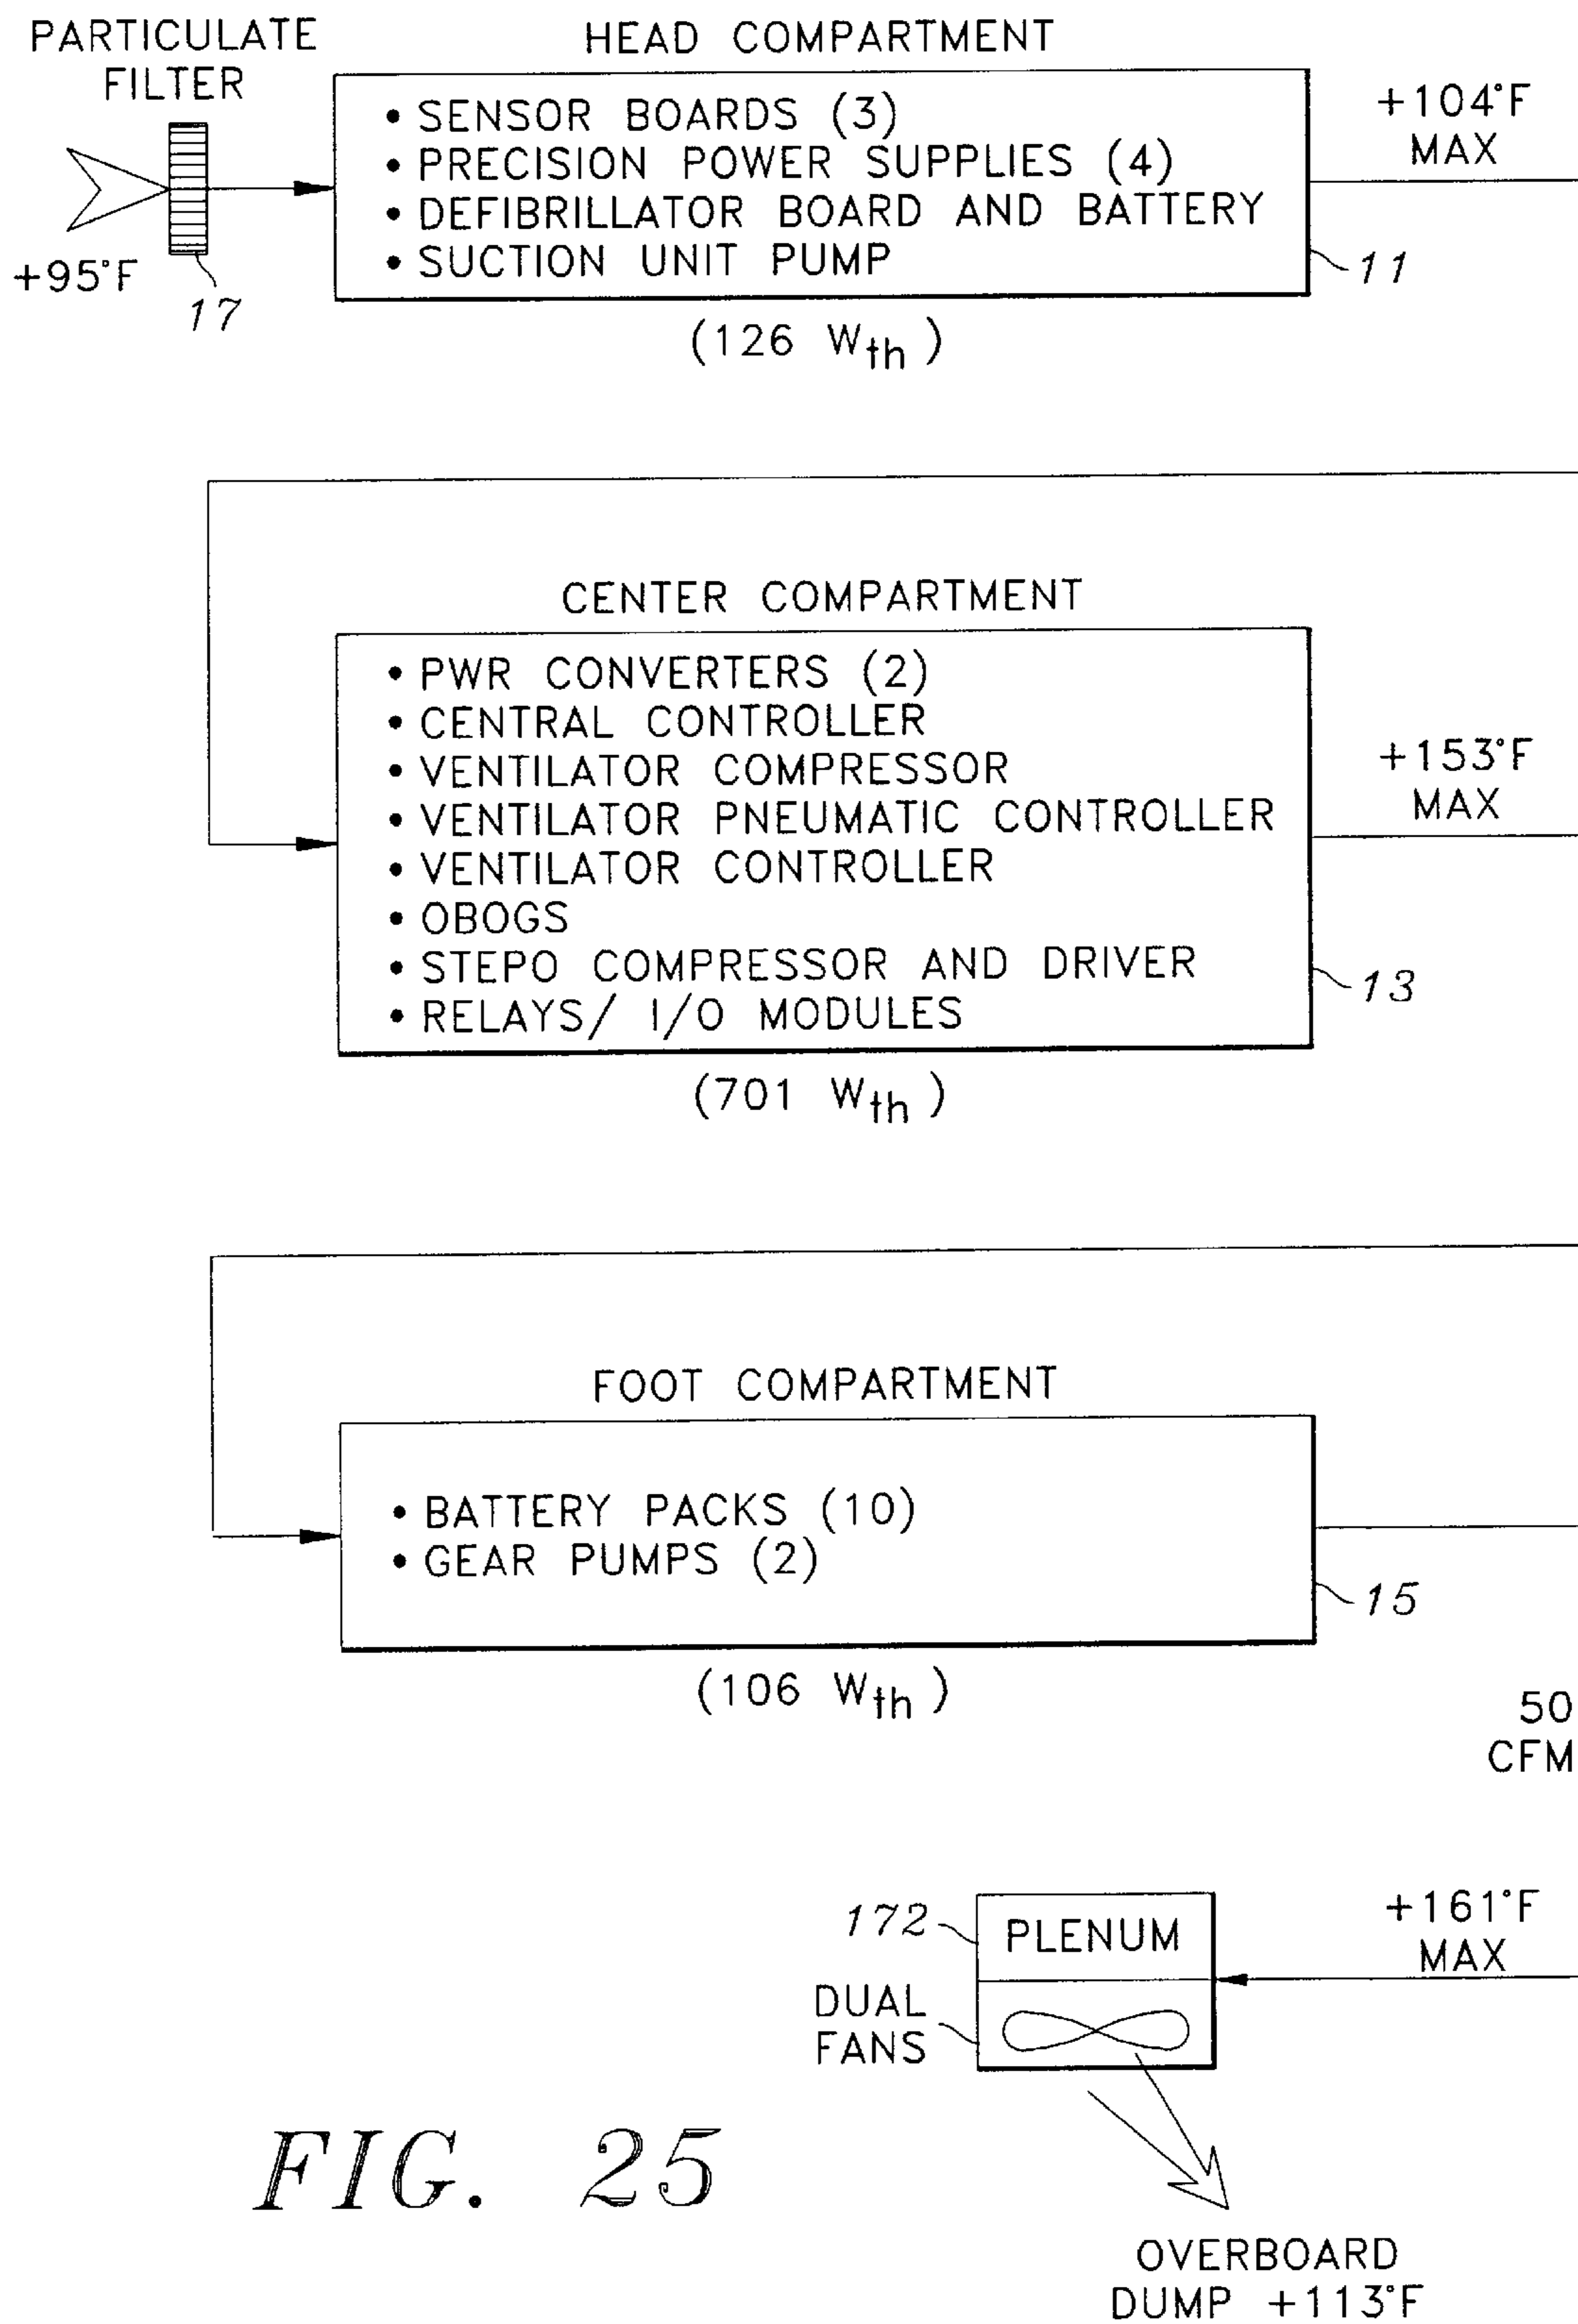 PARTICULATE
FILTER
+95°F
17
HEAD COMPARTMENT
• SENSOR BOARDS (3)
• PRECISION POWER SUPPLIES (4)
• DEFIBRILLATOR BOARD AND BATTERY
• SUCTION UNIT PUMP
11
(126 Wth)
+104°F
MAX
CENTER COMPARTMENT
• PWR CONVERTERS (2)
• CENTRAL CONTROLLER
• VENTILATOR COMPRESSOR
• VENTILATOR PNEUMATIC CONTROLLER
• VENTILATOR CONTROLLER
• OBOGS
• STEPO COMPRESSOR AND DRIVER
• RELAYS/ I/O MODULES
13
(701 Wth)
+153°F
MAX
FOOT COMPARTMENT
• BATTERY PACKS (10)
• GEAR PUMPS (2)
15
(106 Wth)
50
CFM
172
PLENUM
+161°F
MAX
DUAL
FANS
OVERBOARD
DUMP +113°F
FIG. 25